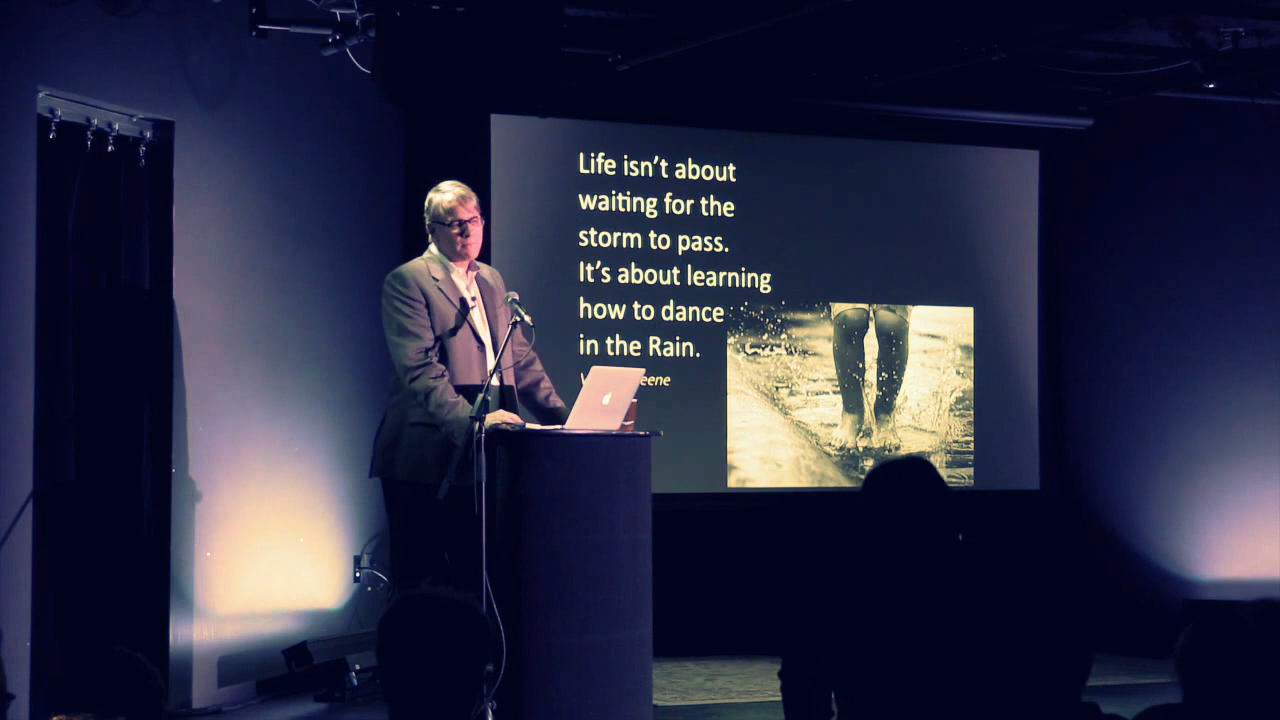 Life isn't about
waiting for the
storm to pass.
It's about learning
how to dance
in the Rain.